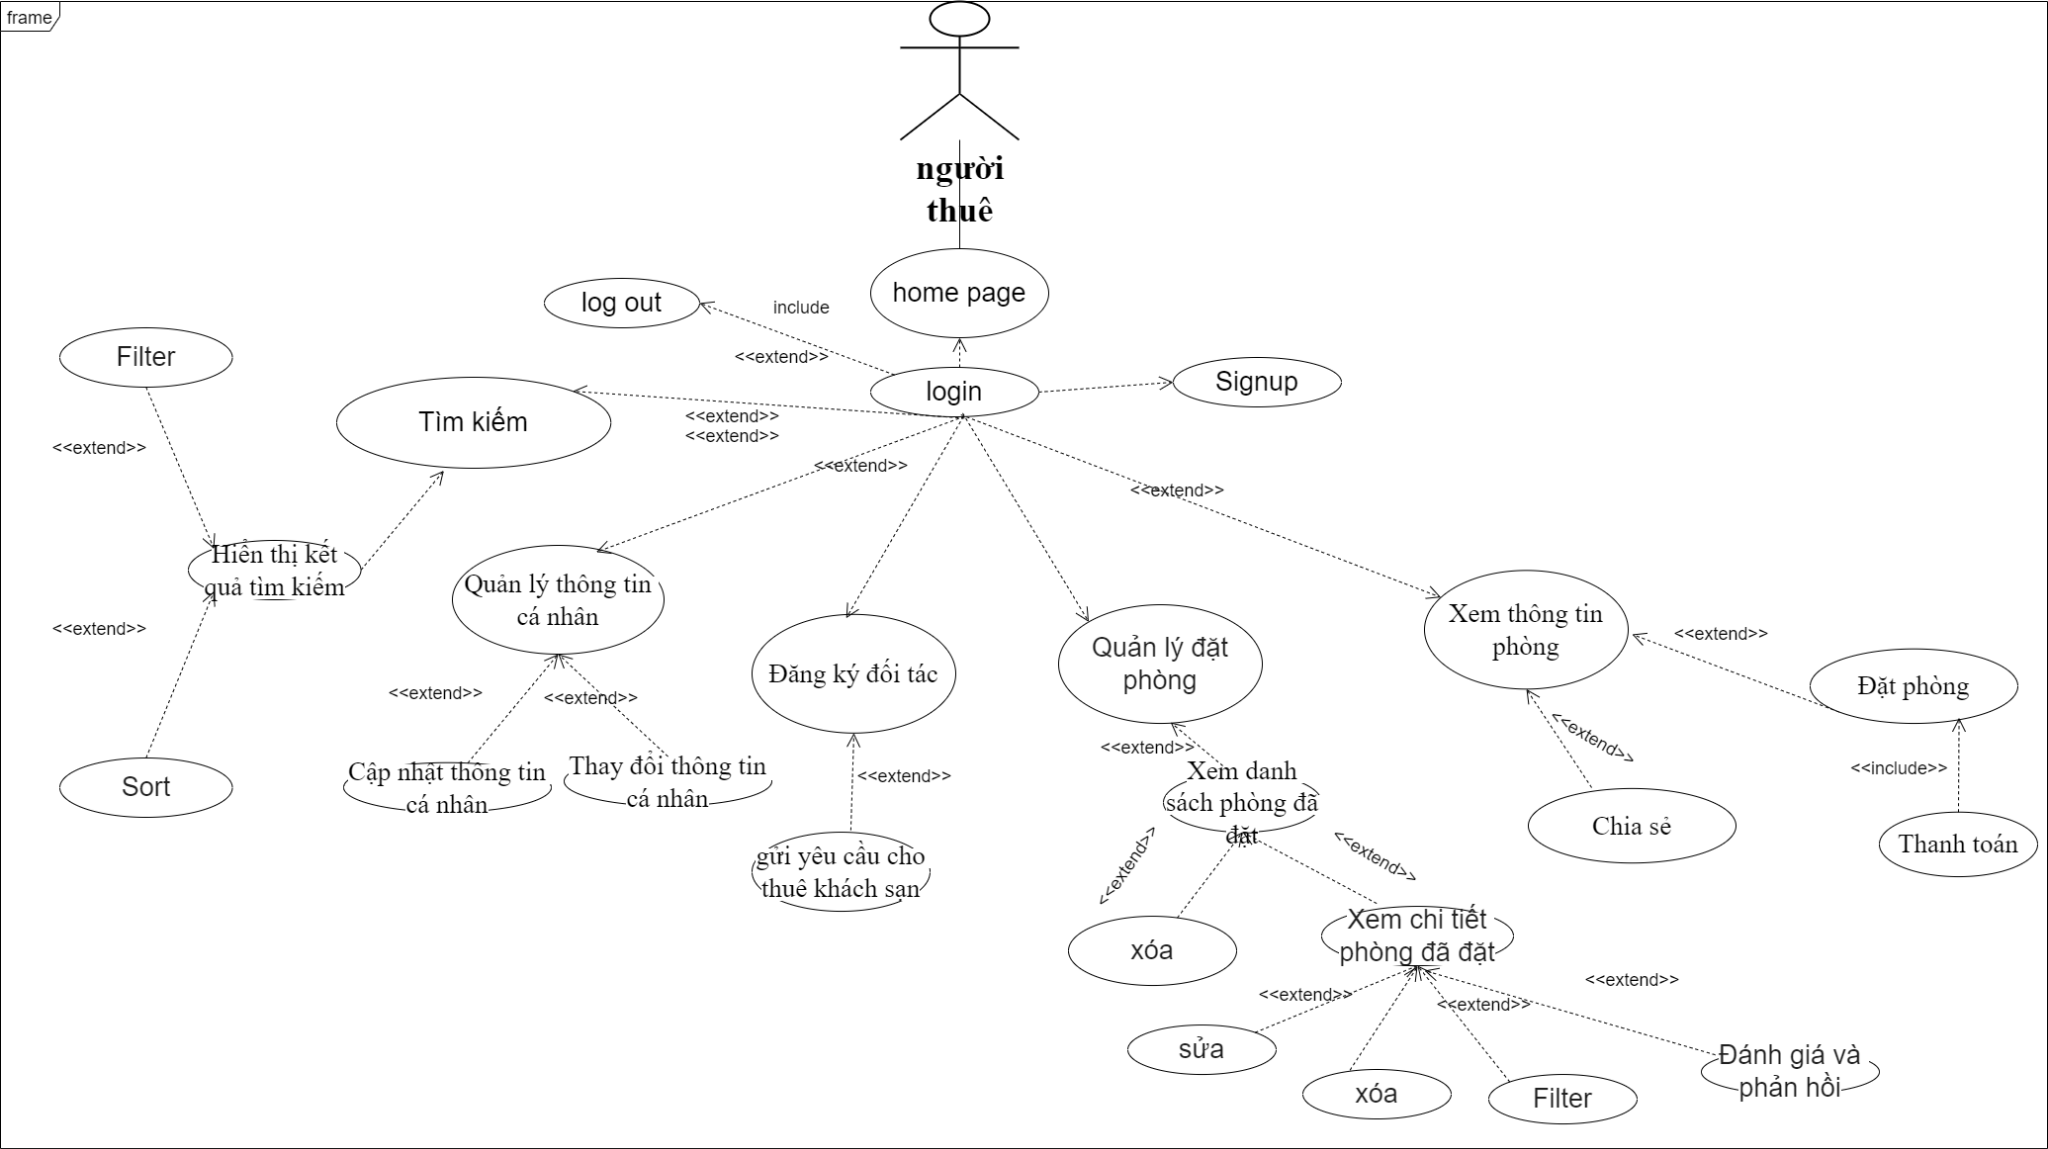 frame
người
thuê
home page
log out
include
<<extend>>
login
Signup
Filter
Tìm kiếm
<<extend>>
<<extend>>
<<extend>>
<<extend>>
<<extend>>
Hiển thị kết
quả tìm kiếm
<<extend>>
Sort
Quản lý thông tin
cá nhân
<<extend>>
<<extend>>
Cập nhật thông tin
cá nhân
Thay đổi thông tin
cá nhân
Đăng ký đối tác
<<extend>>
gửi yêu cầu cho
thuê khách sạn
Quản lý đặt
phòng
<<extend>>
Xem danh
sách phòng đã
đặt
<<extend>>
<<extend>>
xóa
Xem chi tiết
phòng đã đặt
<<extend>>
<<extend>>
<<extend>>
sửa
xóa
Filter
Đánh giá và
phản hồi
Xem thông tin
phòng
<<extend>>
Đặt phòng
<<extend>>
<<include>>
Chia sẻ
Thanh toán